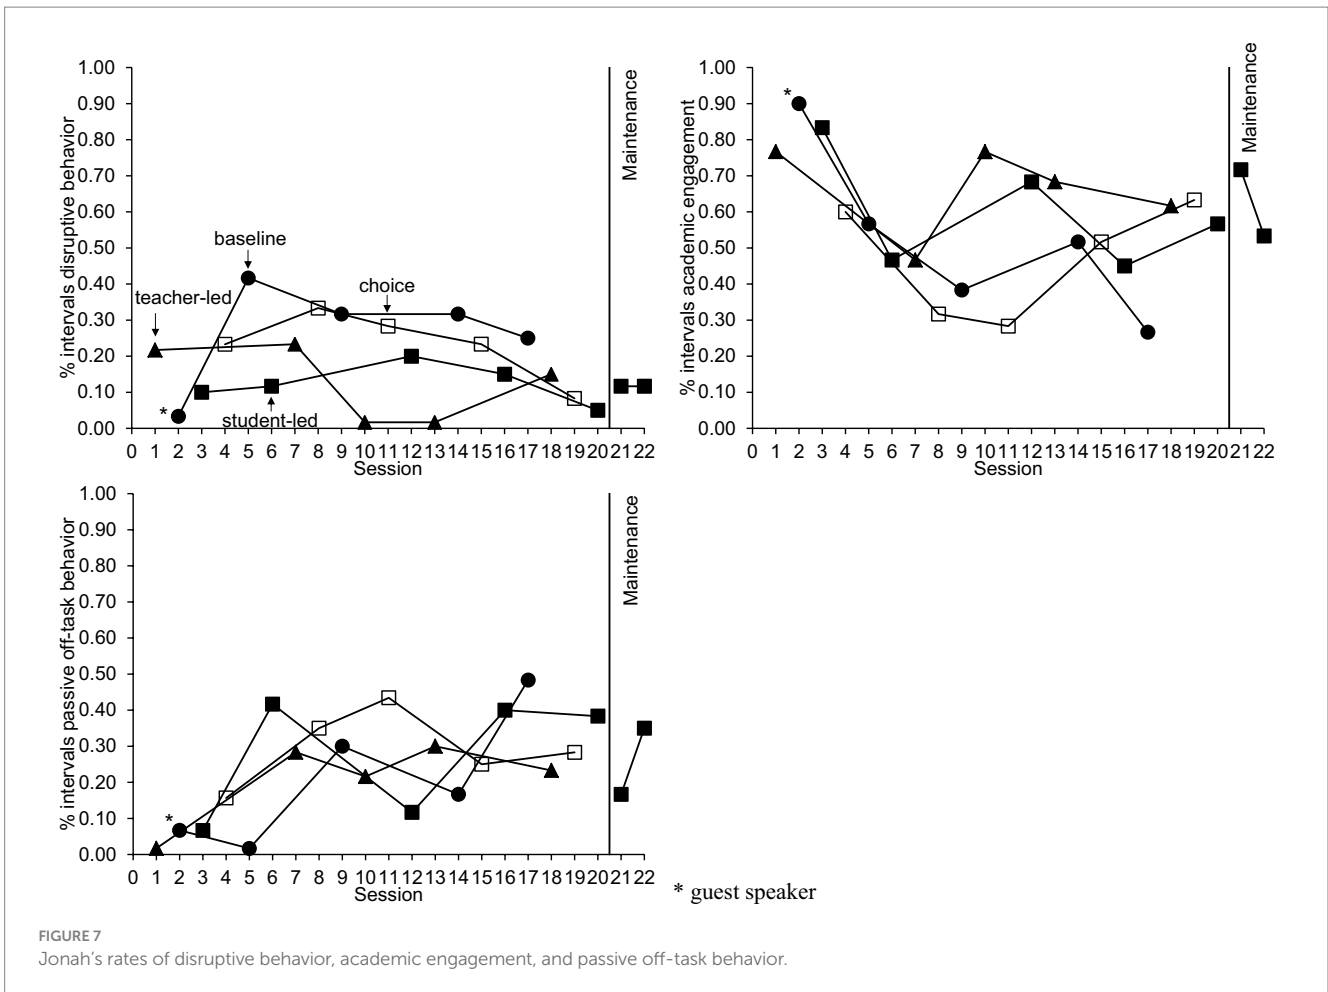 % intervals disruptive behavior
1.00
0.90
0.80
0.70
0.60
0.50
0.40
0.30
0.20
0.10
0.00
baseline
teacher-led
choice
student-led
*
Maintenance
0 1 2 3 4 5 6 7 8 9 10 11 12 13 14 15 16 17 18 19 20 21 22
Session
% intervals academic engagement
1.00
0.90
0.80
0.70
0.60
0.50
0.40
0.30
0.20
0.10
0.00
*
Maintenance
0 1 2 3 4 5 6 7 8 9 10 11 12 13 14 15 16 17 18 19 20 21 22
Session
% intervals passive off-task behavior
1.00
0.90
0.80
0.70
0.60
0.50
0.40
0.30
0.20
0.10
0.00
*
Maintenance
0 1 2 3 4 5 6 7 8 9 10 11 12 13 14 15 16 17 18 19 20 21 22
Session
* guest speaker
FIGURE 7
Jonah's rates of disruptive behavior, academic engagement, and passive off-task behavior.